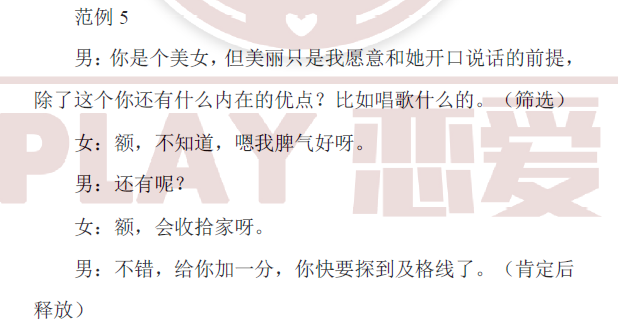 范例 5
男：你是个美女，但美丽只是我愿意和她开口说话的前提，
除了这个你还有什么内在的优点？比如唱歌什么的。（筛选）
女：额，不知道，嗯我脾气好呀。
PLAY 恋爱
男：还有呢？
女：额，会收拾家呀。
男：不错，给你加一分，你快要探到及格线了。（肯定后
释放）